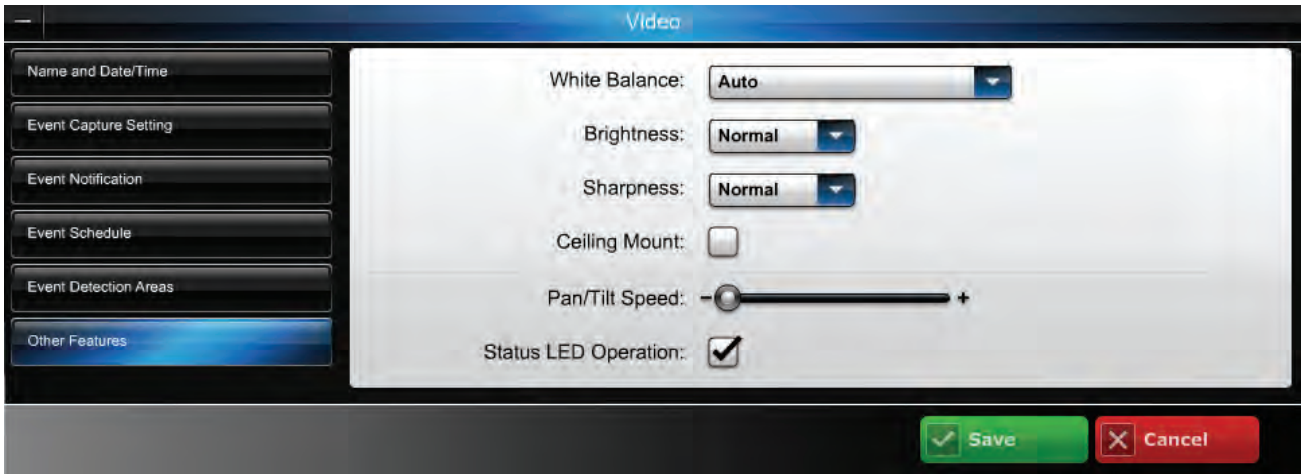 Video
Name and Date/Time
Event Capture Setting
Event Notification
Event Schedule
Event Detection Areas
Other Features
White Balance: Auto
Brightness: Normal
Sharpness: Normal
Ceiling Mount:
Pan/Tilt Speed: - +
Status LED Operation:
Save
Cancel